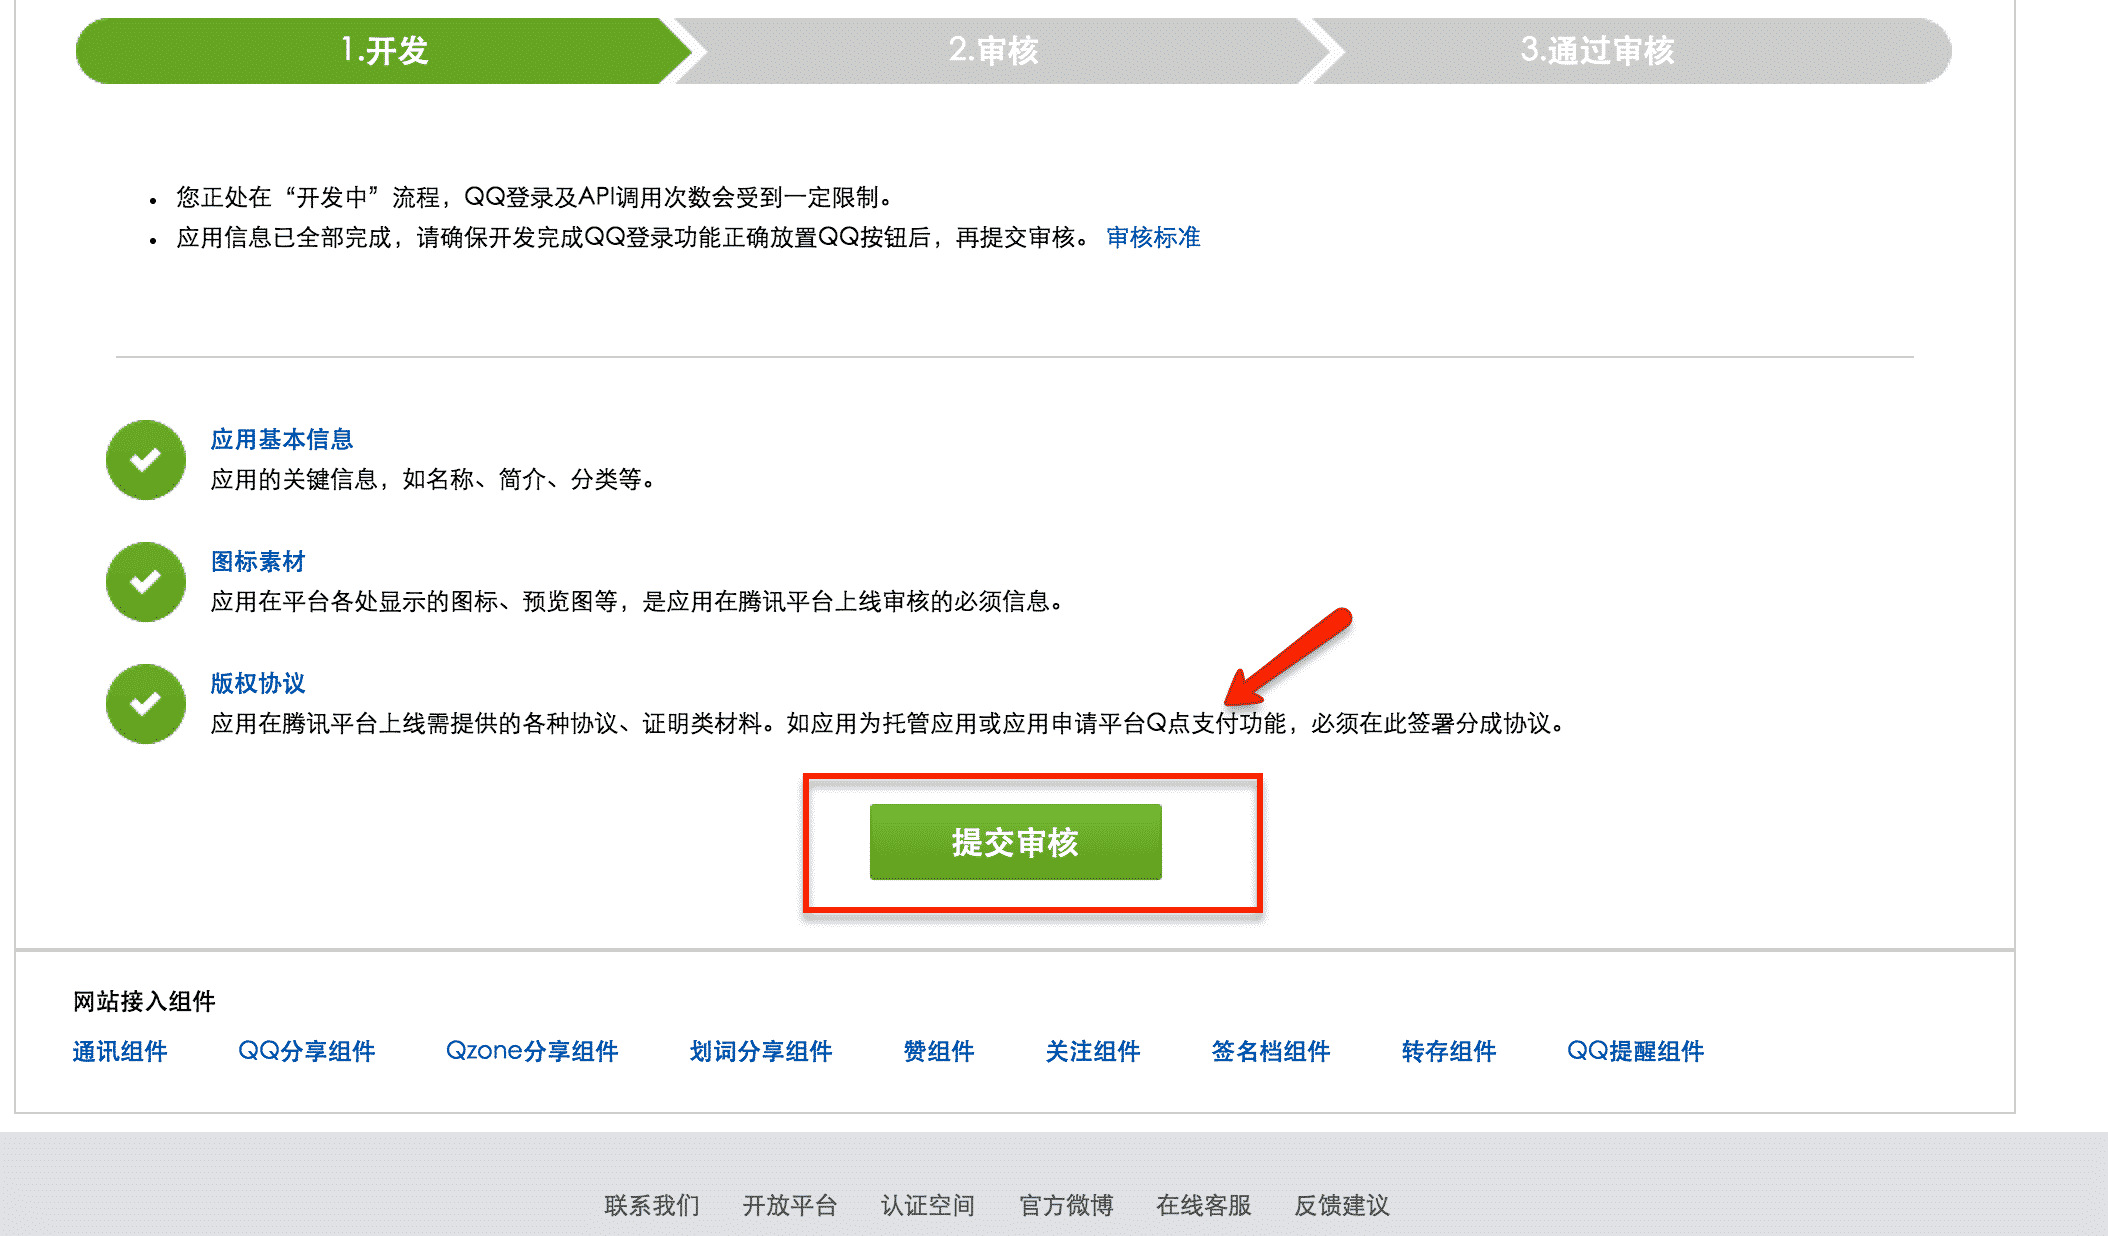 1.开发
2.审核
3.通过审核
您正处在“开发中”流程，QQ登录及API调用次数会受到一定限制。
应用信息已全部完成，请确保开发完成QQ登录功能正确放置QQ按钮后，再提交审核。 审核标准
应用基本信息
应用的关键信息，如名称、简介、分类等。
图标素材
应用在平台各处显示的图标、预览图等，是应用在腾讯平台上线审核的必须信息。
版权协议
应用在腾讯平台上线需提供的各种协议、证明类材料。如应用为托管应用或应用申请平台Q点支付功能，必须在此签署分成协议。
提交审核
网站接入组件
通讯组件 QQ分享组件 Qzone分享组件 划词分享组件 赞组件 关注组件 签名档组件 转存组件 QQ提醒组件
联系我们 开放平台 认证空间 官方微博 在线客服 反馈建议